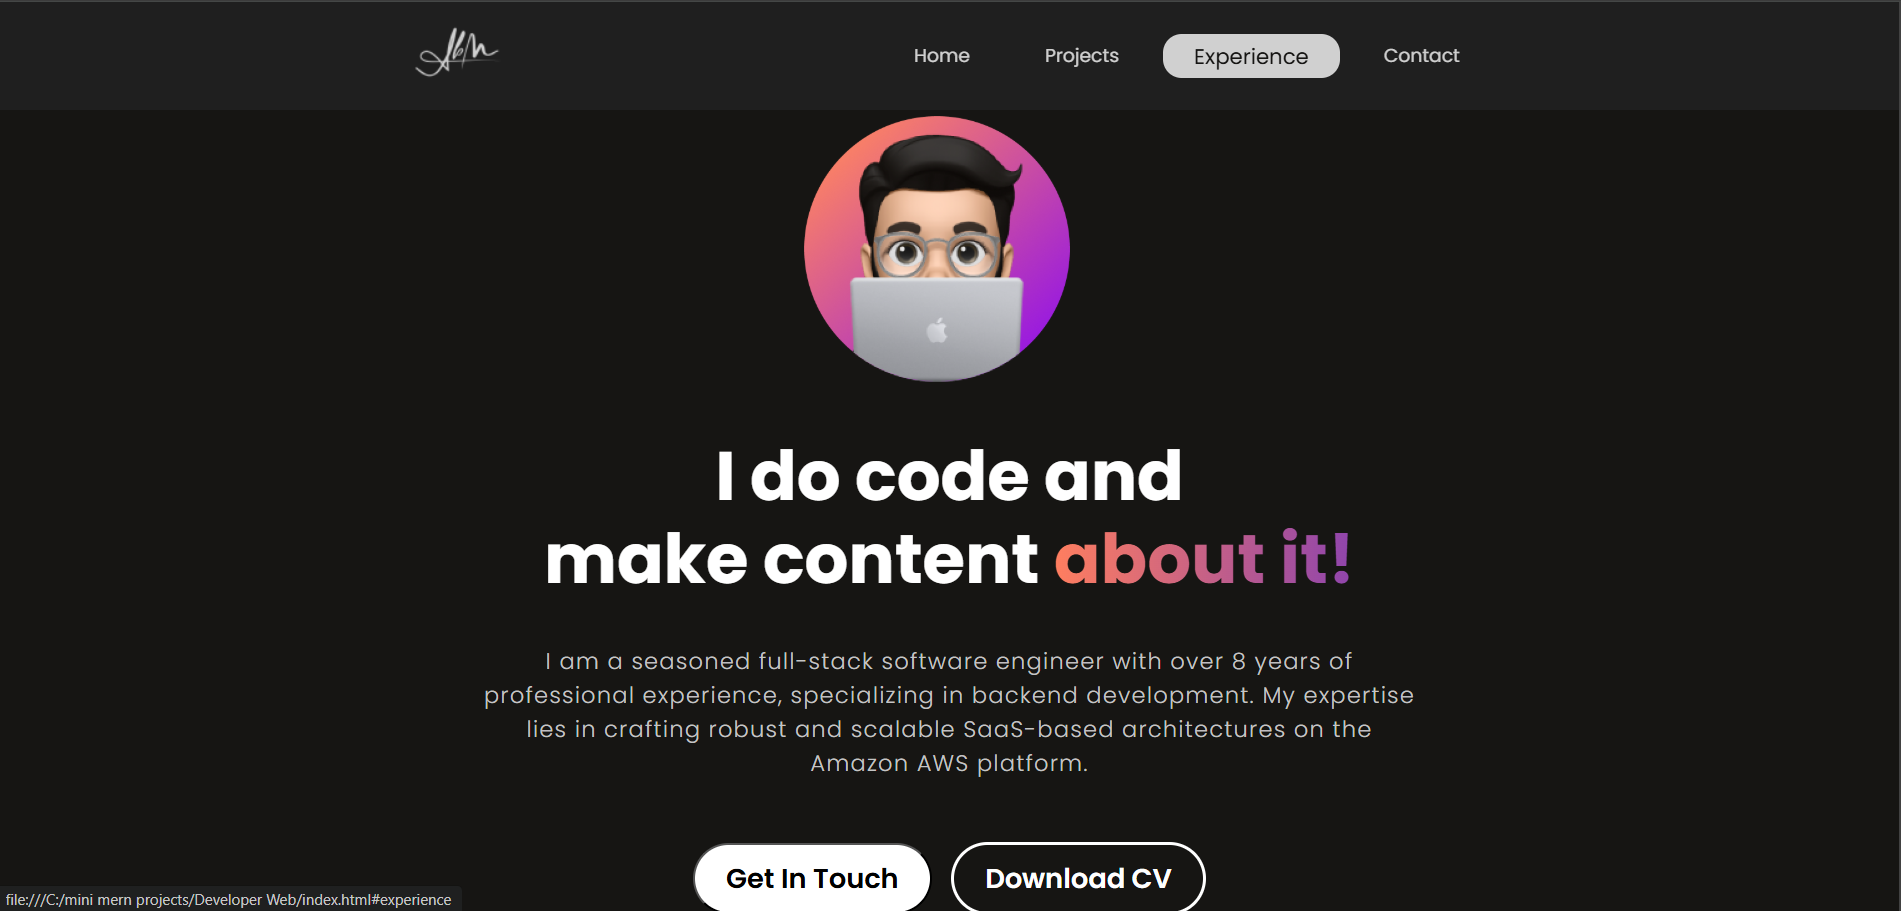 Home Projects Experience Contact
I do code and
make content about it!
I am a seasoned full-stack software engineer with over 8 years of
professional experience, specializing in backend development. My expertise
lies in crafting robust and scalable SaaS-based architectures on the
Amazon AWS platform.
Get In Touch Download CV
file:///C:/mini mern projects/Developer Web/index.html#experience